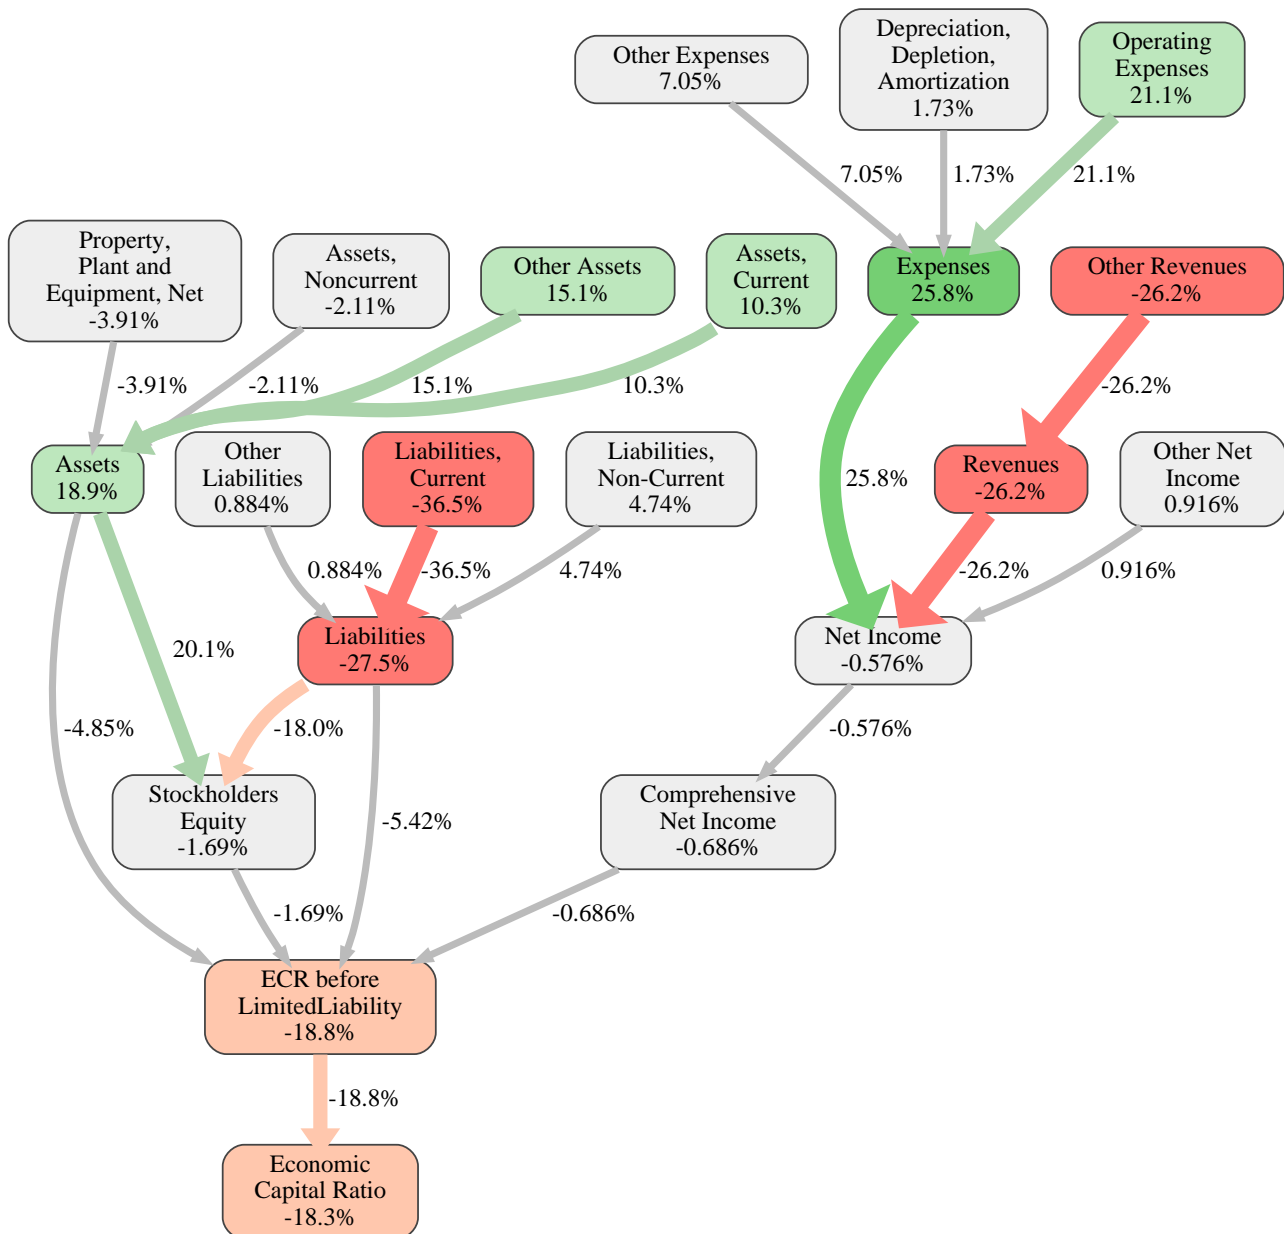 Other Expenses
7.05%
Depreciation,
Depletion,
Amortization
1.73%
Operating
Expenses
21.1%
7.05%
1.73%
21.1%
Property,
Plant and
Equipment, Net
-3.91%
Assets,
Noncurrent
-2.11%
Other Assets
15.1%
Assets,
Current
10.3%
Expenses
25.8%
Other Revenues
-26.2%
-3.91%
-2.11%
15.1%
10.3%
-26.2%
Assets
18.9%
Other
Liabilities
0.884%
Liabilities,
Current
-36.5%
Liabilities,
Non-Current
4.74%
25.8%
Revenues
-26.2%
Other Net
Income
0.916%
0.884%
-36.5%
4.74%
-26.2%
0.916%
20.1%
Liabilities
-27.5%
Net Income
-0.576%
-4.85%
-18.0%
-0.576%
Stockholders
Equity
-1.69%
-5.42%
Comprehensive
Net Income
-0.686%
-1.69%
-0.686%
ECR before
LimitedLiability
-18.8%
-18.8%
Economic
Capital Ratio
-18.3%